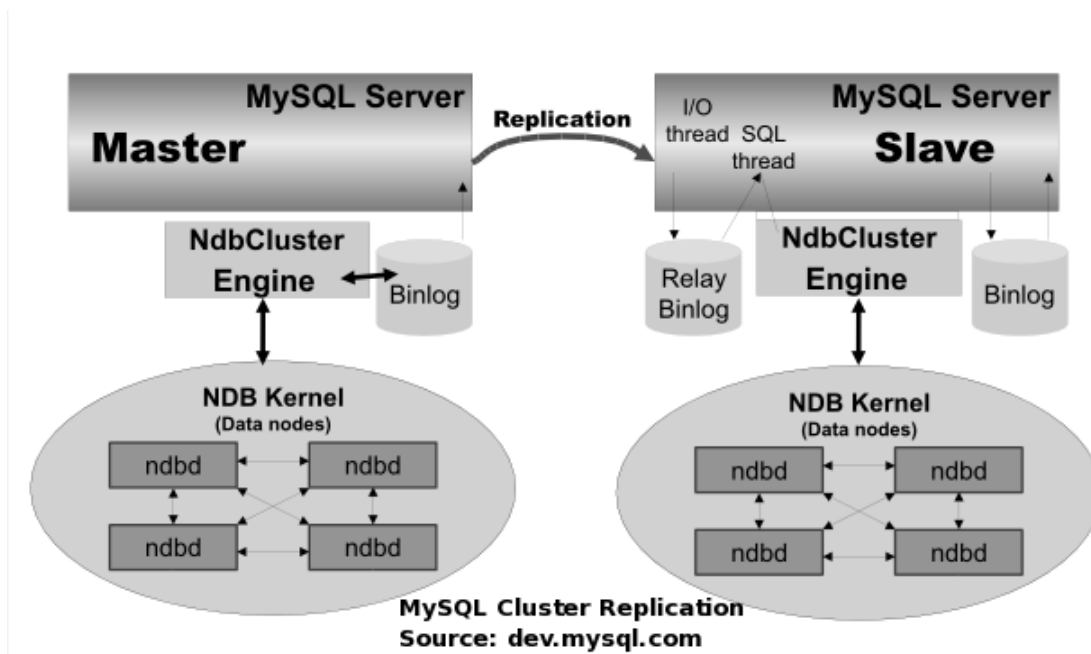 MySQL Server
Master
Replication
MySQL Server
Slave
I/O
thread
SQL
thread
NdbCluster
Engine
Binlog
Relay
Binlog
NdbCluster
Engine
Binlog
NDB Kernel
(Data nodes)
ndbd
ndbd
ndbd
ndbd
NDB Kernel
(Data nodes)
ndbd
ndbd
ndbd
ndbd
MySQL Cluster Replication
Source: dev.mysql.com